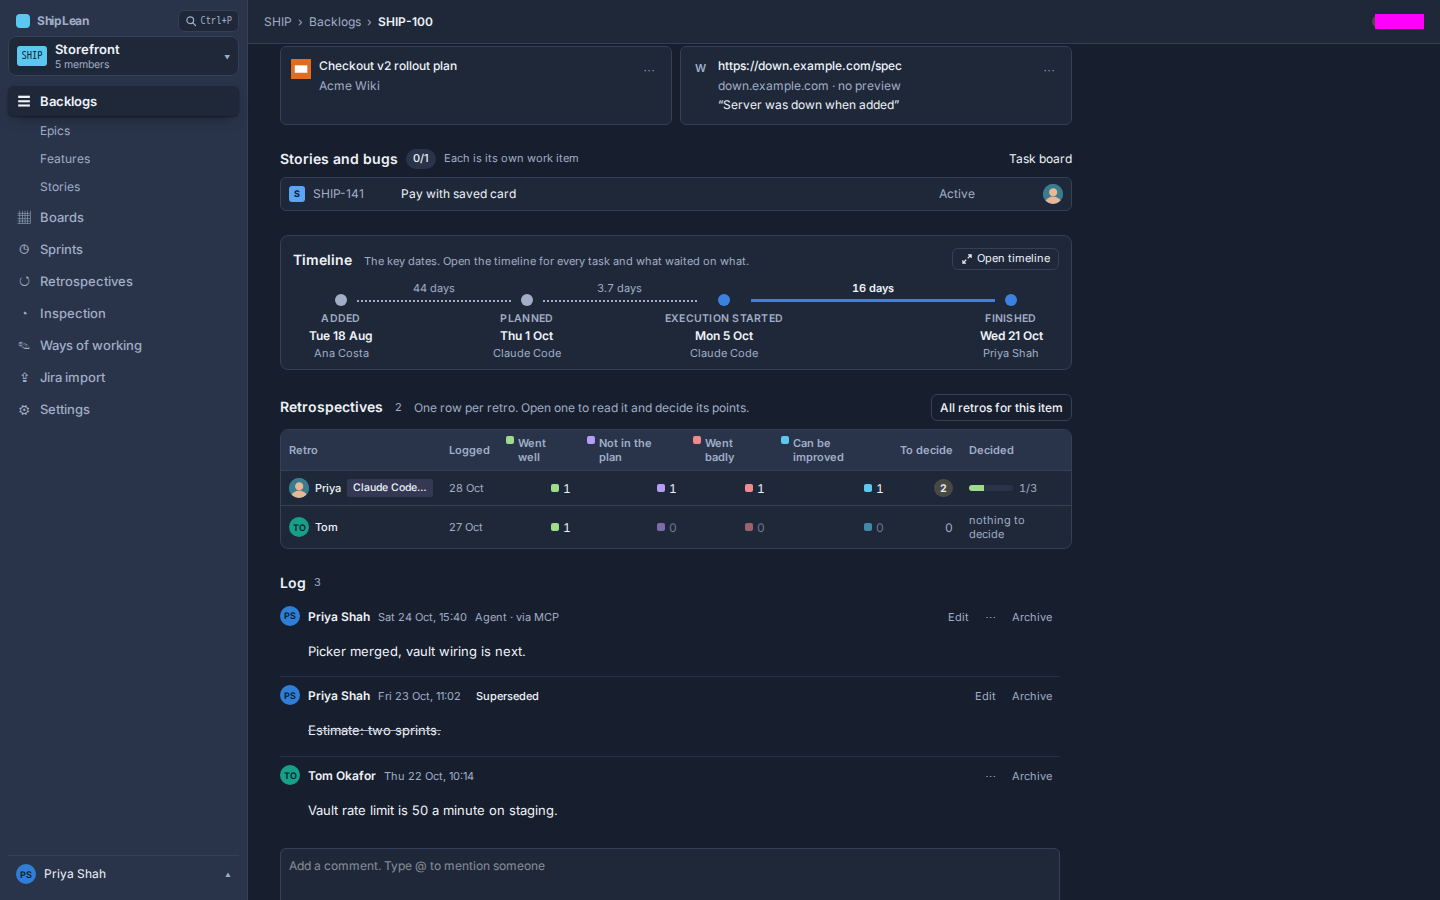 ShipLean
Ctrl+P
SHIP
Storefront
5 members
Backlogs
Epics
Features
Stories
Boards
Sprints
Retrospectives
Inspection
Ways of working
Jira import
Settings
PS Priya Shah
SHIP › Backlogs › SHIP-100
Checkout v2 rollout plan
Acme Wiki
W https://down.example.com/spec
down.example.com · no preview
“Server was down when added”
Stories and bugs 0/1 Each is its own work item Task board
S SHIP-141 Pay with saved card Active
Timeline The key dates. Open the timeline for every task and what waited on what. Open timeline
44 days 3.7 days 16 days
ADDED PLANNED EXECUTION STARTED FINISHED
Tue 18 Aug Thu 1 Oct Mon 5 Oct Wed 21 Oct
Ana Costa Claude Code Claude Code Priya Shah
Retrospectives 2 One row per retro. Open one to read it and decide its points. All retros for this item
Retro Logged Went well Not in the plan Went badly Can be improved To decide Decided
Priya Claude Code... 28 Oct 1 1 1 1 2 1/3
TO Tom 27 Oct 1 0 0 0 0 nothing to decide
Log 3
PS Priya Shah Sat 24 Oct, 15:40 Agent · via MCP Edit ... Archive
Picker merged, vault wiring is next.
PS Priya Shah Fri 23 Oct, 11:02 Superseded Edit Archive
Estimate: two sprints.
TO Tom Okafor Thu 22 Oct, 10:14 ... Archive
Vault rate limit is 50 a minute on staging.
Add a comment. Type @ to mention someone